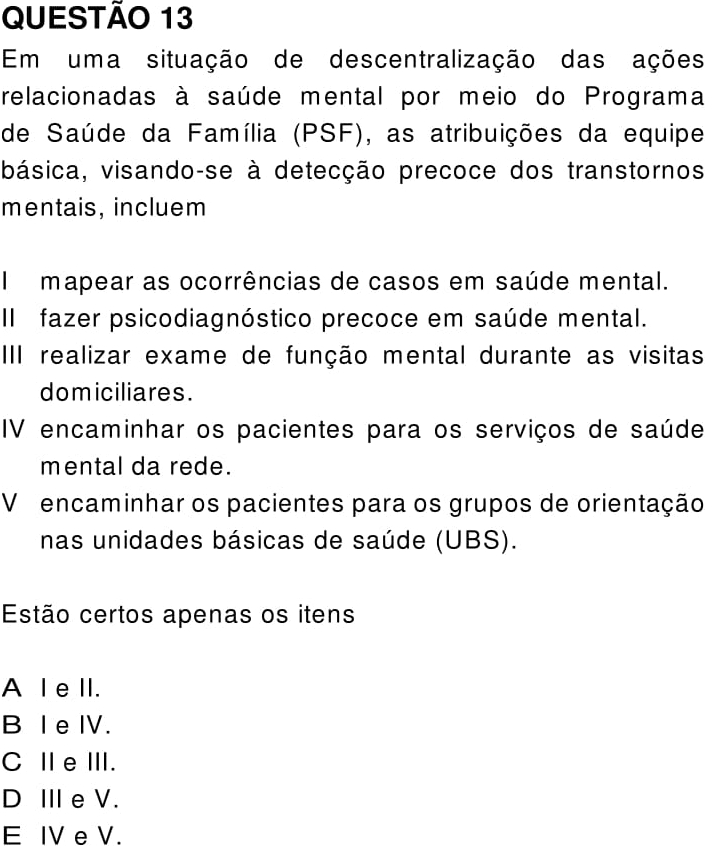 QUESTÃO 13
Em uma situação de descentralização das ações
relacionadas à saúde mental por meio do Programa
de Saúde da Família (PSF), as atribuições da equipe
básica, visando-se à detecção precoce dos transtornos
mentais, incluem
I mapear as ocorrências de casos em saúde mental.
II fazer psicodiagnóstico precoce em saúde mental.
III realizar exame de função mental durante as visitas
domiciliares.
IV encaminhar os pacientes para os serviços de saúde
mental da rede.
V encaminhar os pacientes para os grupos de orientação
nas unidades básicas de saúde (UBS).
Estão certos apenas os itens
A I e II.
B I e IV.
C II e III.
D III e V.
E IV e V.